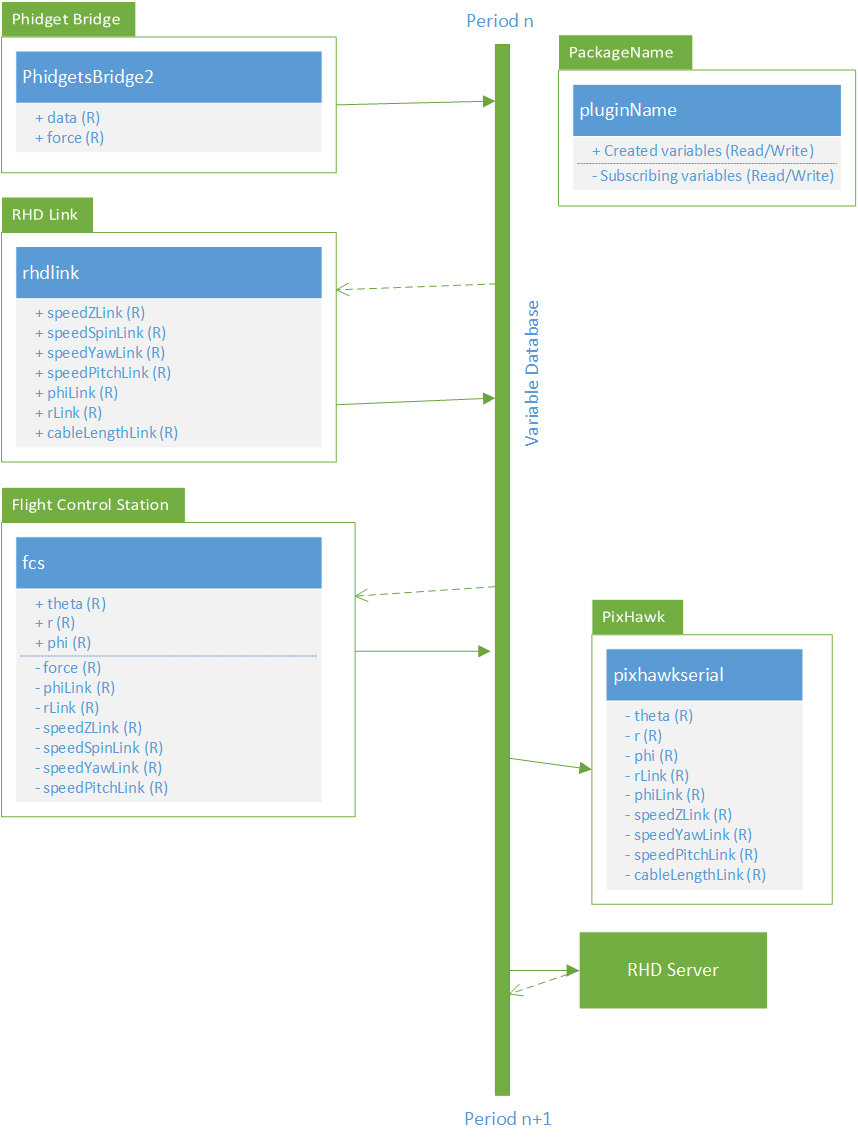 Phidget Bridge
PhidgetsBridge2
+ data (R)
+ force (R)
Period n
PackageName
pluginName
+ Created variables (Read/Write)
- Subscribing variables (Read/Write)
RHD Link
rhdlink
+ speedZLink (R)
+ speedSpinLink (R)
+ speedYawLink (R)
+ speedPitchLink (R)
+ phiLink (R)
+ rLink (R)
+ cableLengthLink (R)
Variable Database
Flight Control Station
fcs
+ theta (R)
+ r (R)
+ phi (R)
- force (R)
- phiLink (R)
- rLink (R)
- speedZLink (R)
- speedSpinLink (R)
- speedYawLink (R)
- speedPitchLink (R)
PixHawk
pixhawkserial
- theta (R)
- r (R)
- phi (R)
- rLink (R)
- phiLink (R)
- speedZLink (R)
- speedYawLink (R)
- speedPitchLink (R)
- cableLengthLink (R)
RHD Server
Period n+1